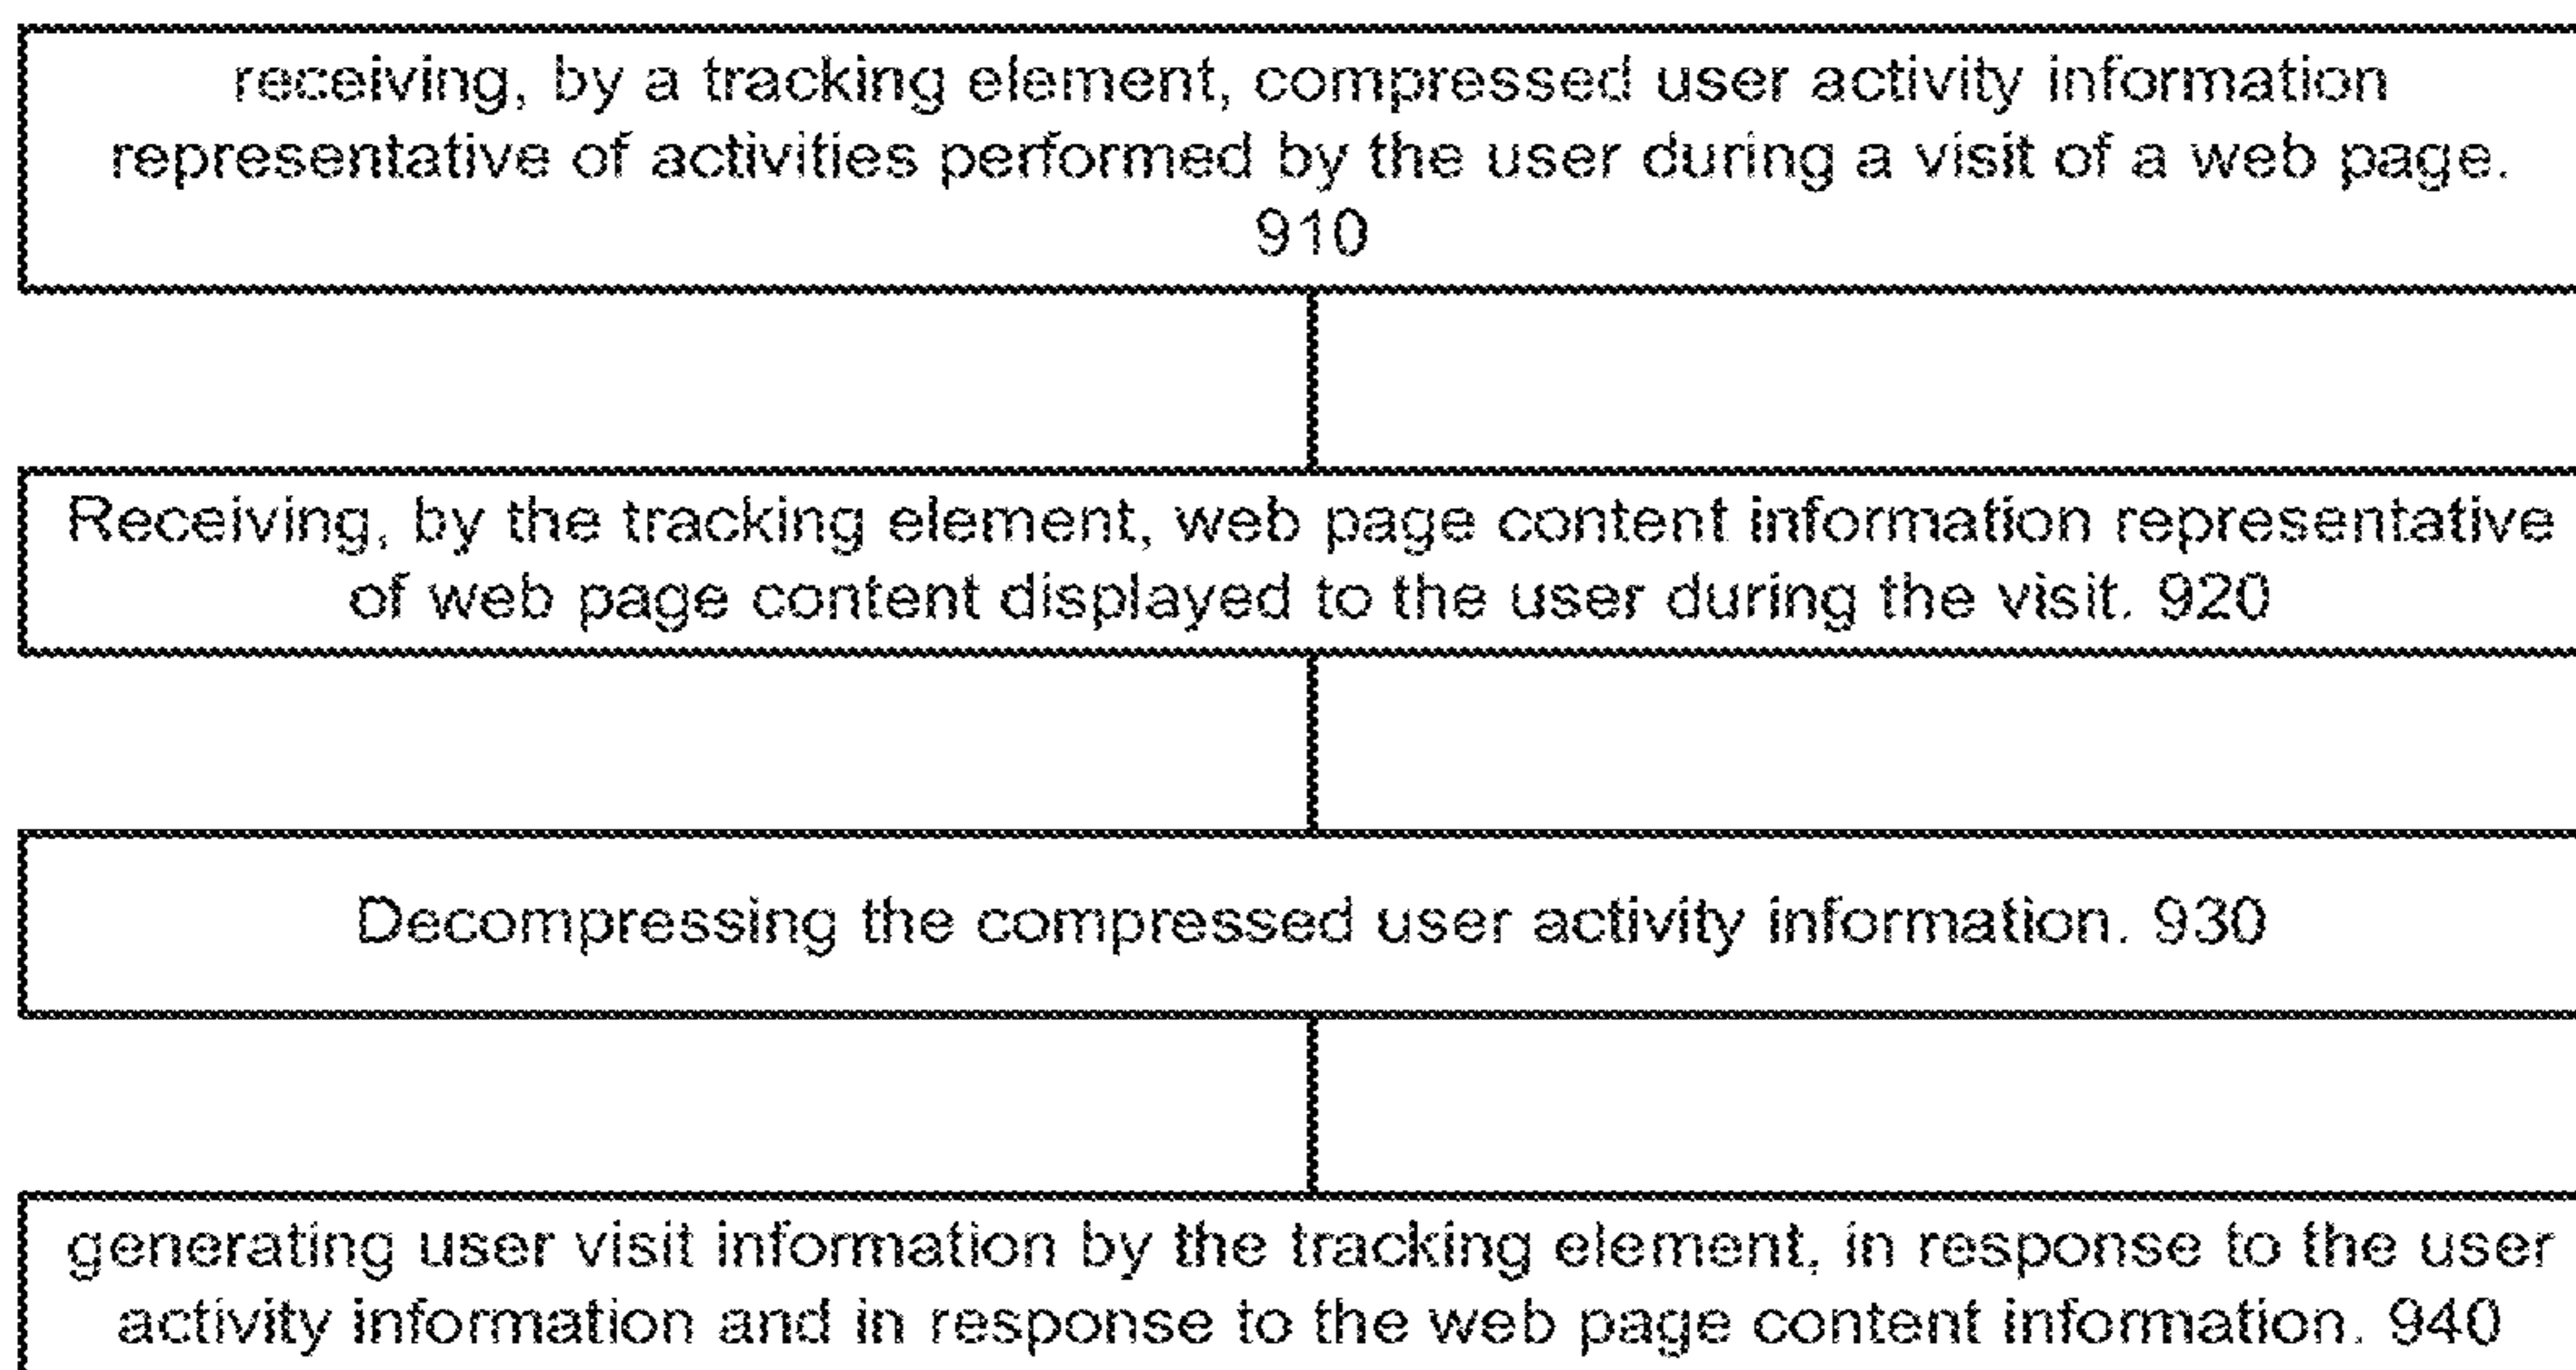 receiving, by a tracking element, compressed user activity information
representative of activities performed by the user during a visit of a web page.
910
Receiving, by the tracking element, web page content information representative
of web page content displayed to the user during the visit. 920
Decompressing the compressed user activity information. 930
generating user visit information by the tracking element, in response to the user
activity information and in response to the web page content information. 940